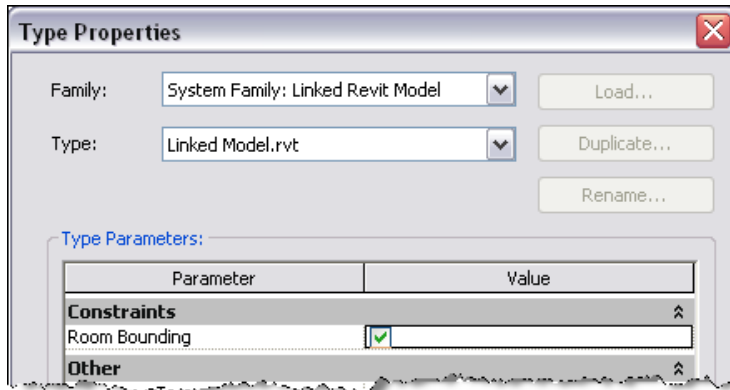 Type Properties
Family: System Family: Linked Revit Model Load...
Type: Linked Model.rvt Duplicate...
Rename...
Type Parameters:
Parameter Value
Constraints
Room Bounding
Other